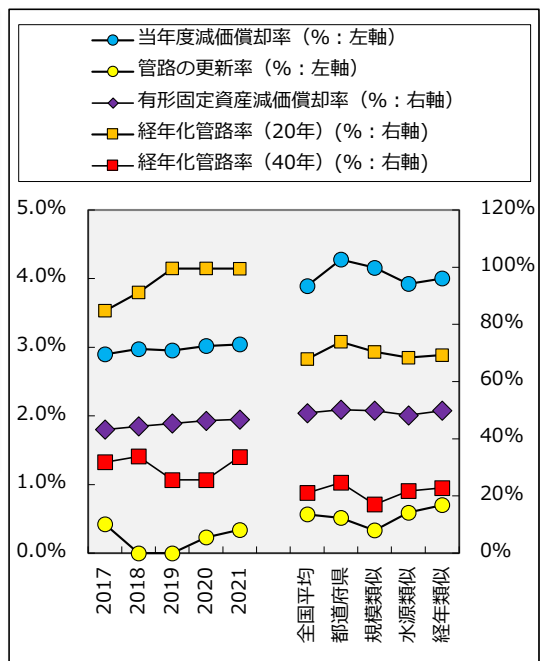 当年度減価償却率（%：左軸）
管路の更新率（%：左軸）
有形固定資産減価償却率（%：右軸）
経年化管路率（20年）(%：右軸)
経年化管路率（40年）(%：右軸)
5.0%
4.0%
3.0%
2.0%
1.0%
0.0%
120%
100%
80%
60%
40%
20%
0%
2017
2018
2019
2020
2021
全国平均
都道府県
規模類似
水源類似
経年類似